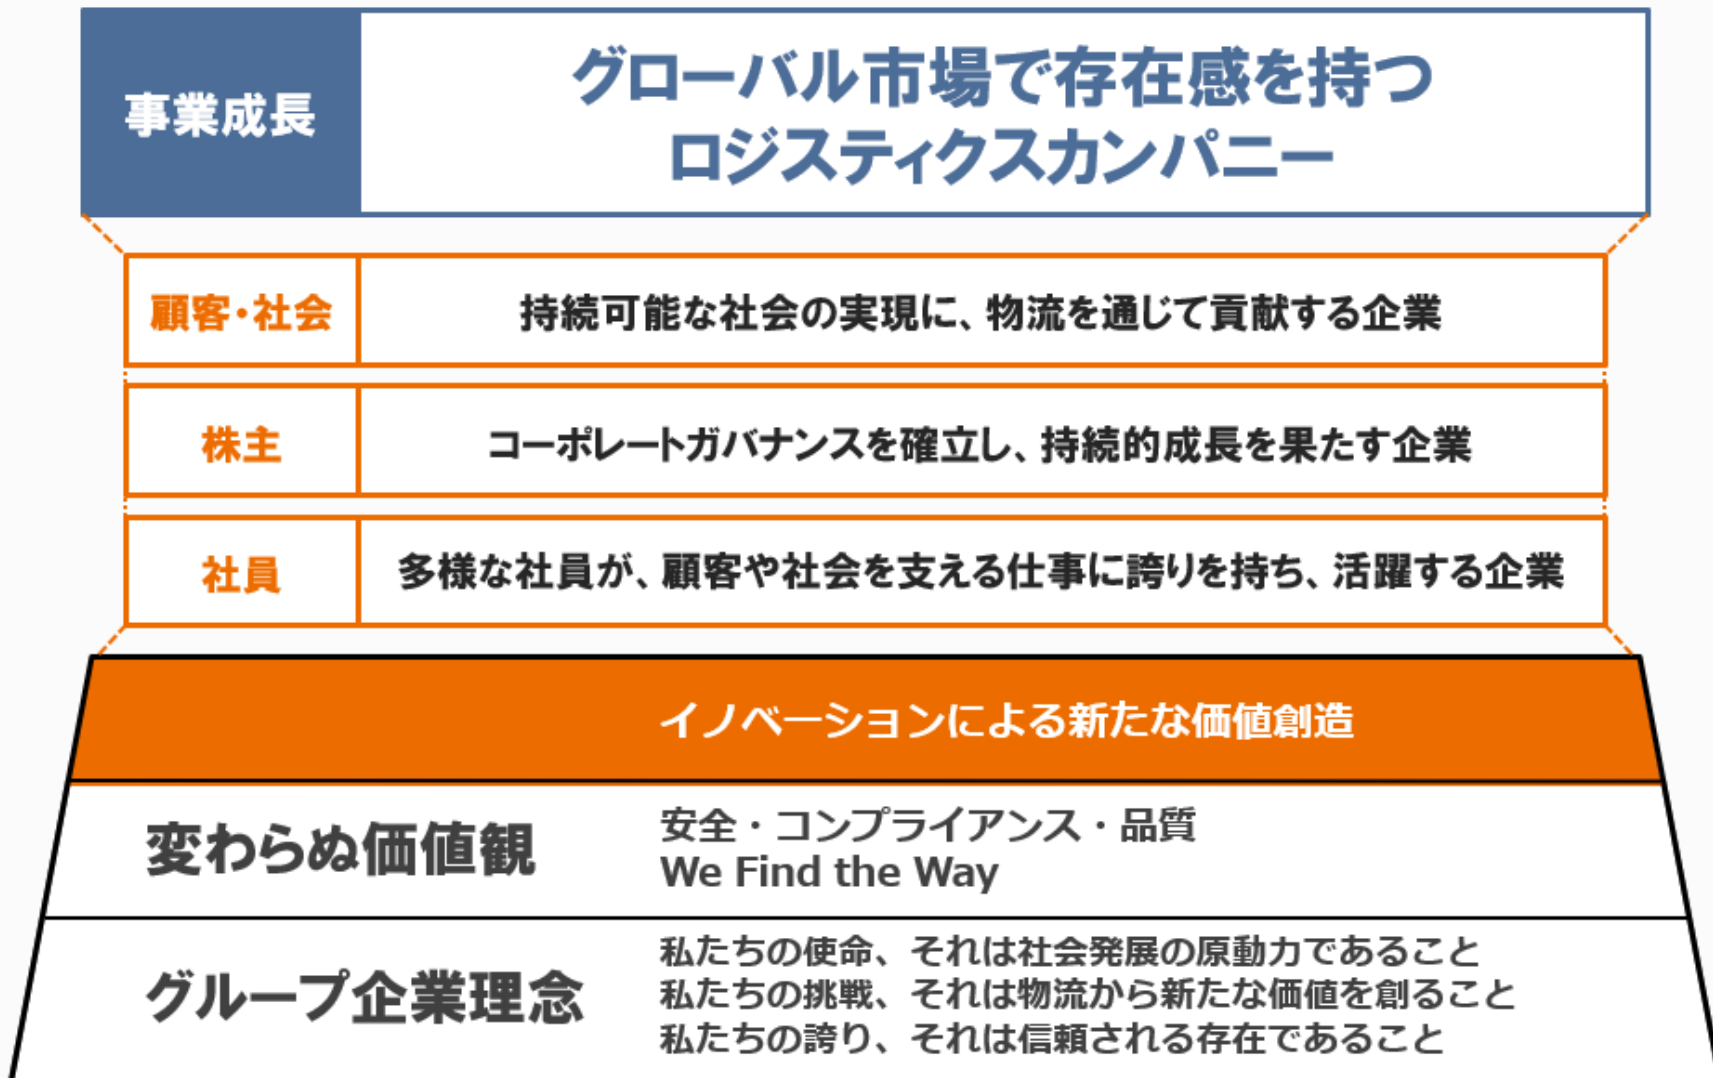 事業成長
グローバル市場で存在感を持つ
ロジスティクスカンパニー
顧客・社会
持続可能な社会の実現に、物流を通じて貢献する企業
株主
コーポレートガバナンスを確立し、持続的成長を果たす企業
社員
多様な社員が、顧客や社会を支える仕事に誇りを持ち、活躍する企業
イノベーションによる新たな価値創造
変わらぬ価値観
安全・コンプライアンス・品質
We Find the Way
グループ企業理念
私たちの使命、それは社会発展の原動力であること
私たちの挑戦、それは物流から新たな価値を創ること
私たちの誇り、それは信頼される存在であること